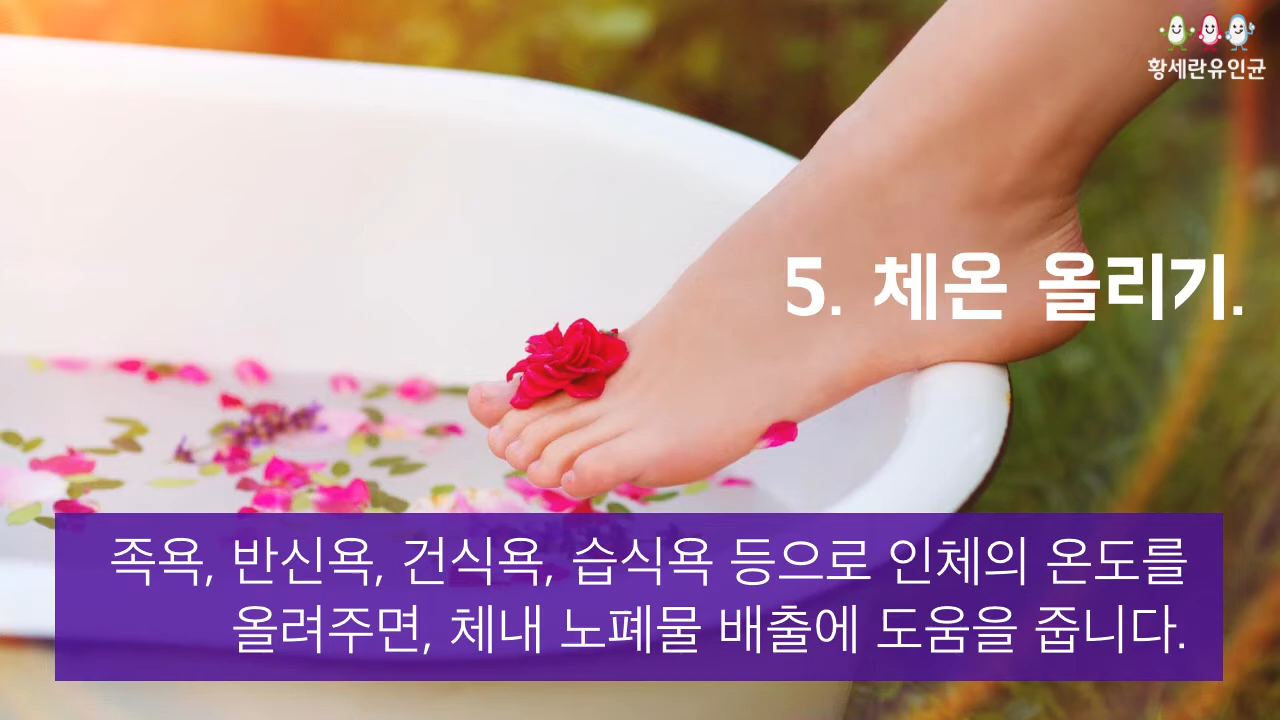 황세란유인균
5. 체온 올리기.
족욕, 반신욕, 건식욕, 습식욕 등으로 인체의 온도를
올려주면, 체내 노폐물 배출에 도움을 줍니다.